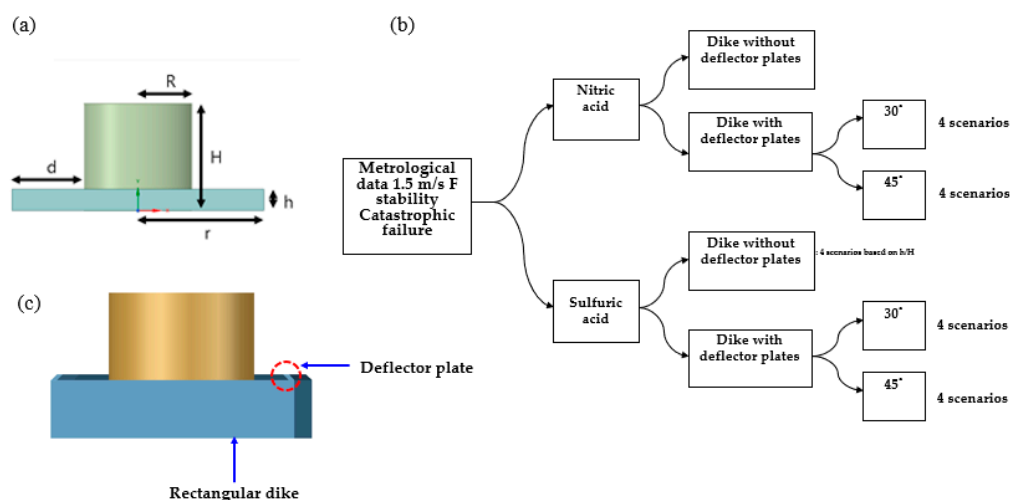 (a)
R
H
d
h
r
Y
X
(b)
Metrological
data 1.5 m/s F
stability
Catastrophic
failure
Nitric
acid
Dike without
deflector plates
Dike with
deflector plates
30°
4 scenarios
45°
4 scenarios
Sulfuric
acid
Dike without
deflector plates
: 4 scenarios based on h/H
Dike with
deflector plates
30°
4 scenarios
45°
4 scenarios
(c)
Deflector plate
Rectangular dike